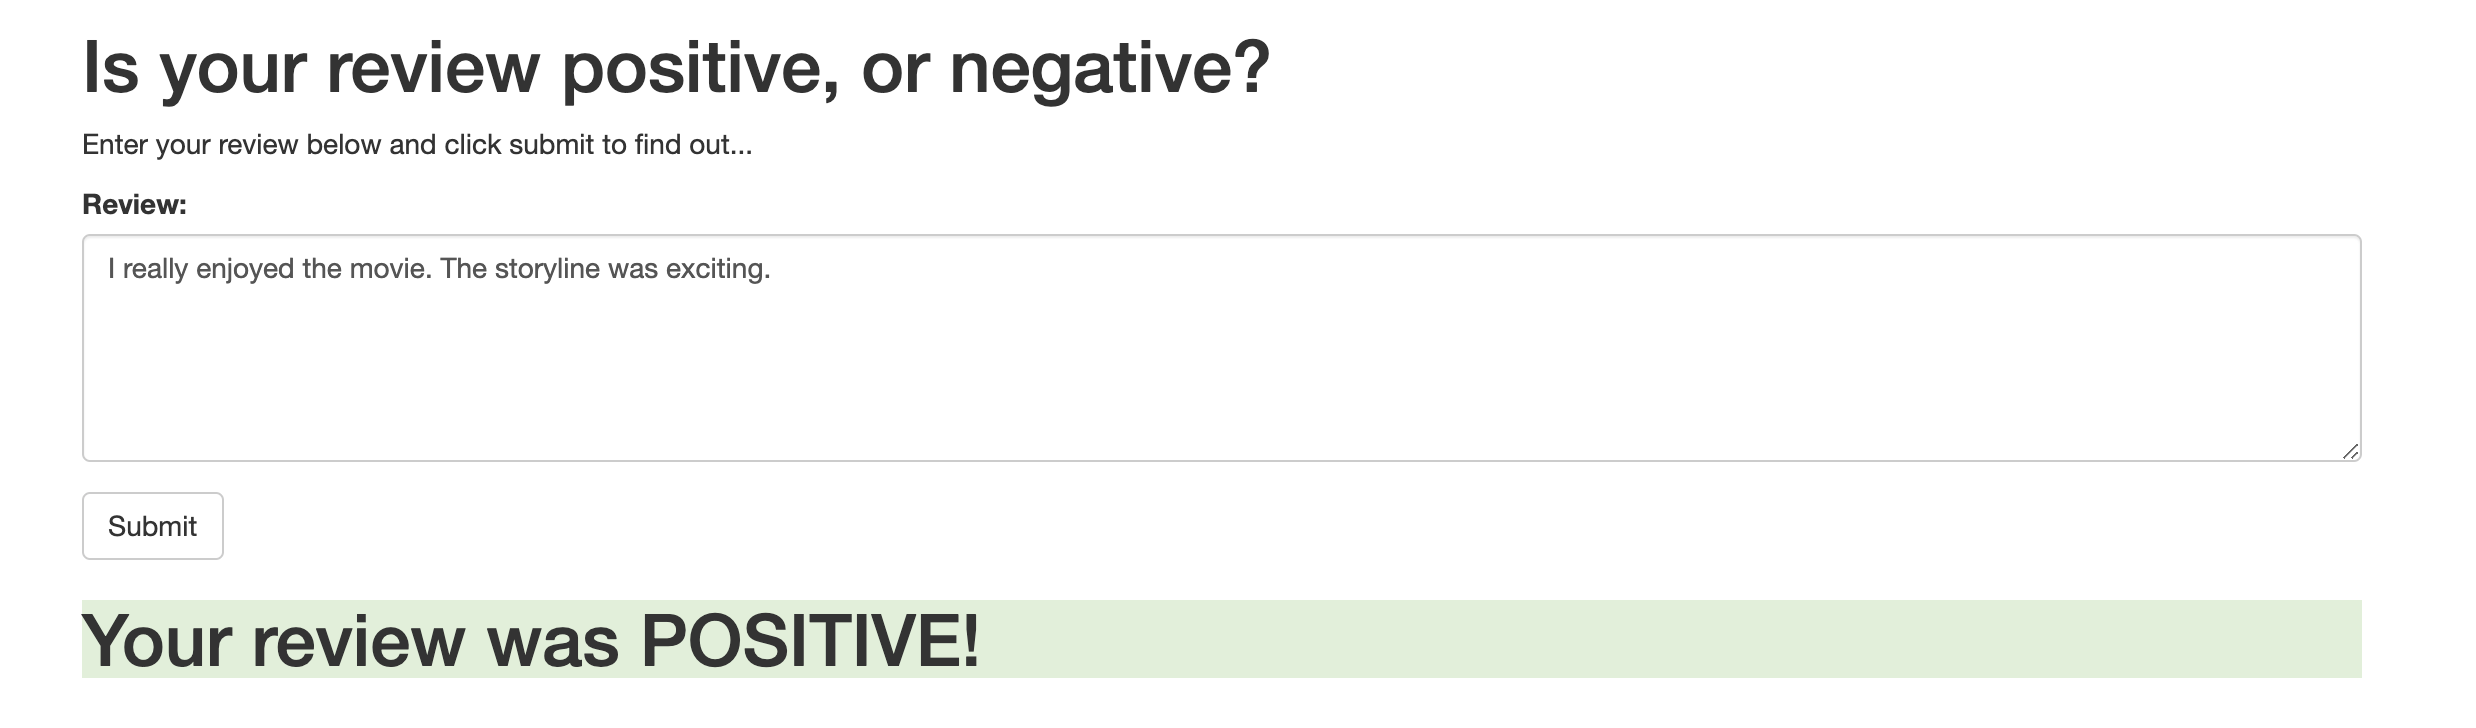 Is your review positive, or negative?
Enter your review below and click submit to find out...
Review:
I really enjoyed the movie. The storyline was exciting.
Submit
Your review was POSITIVE!